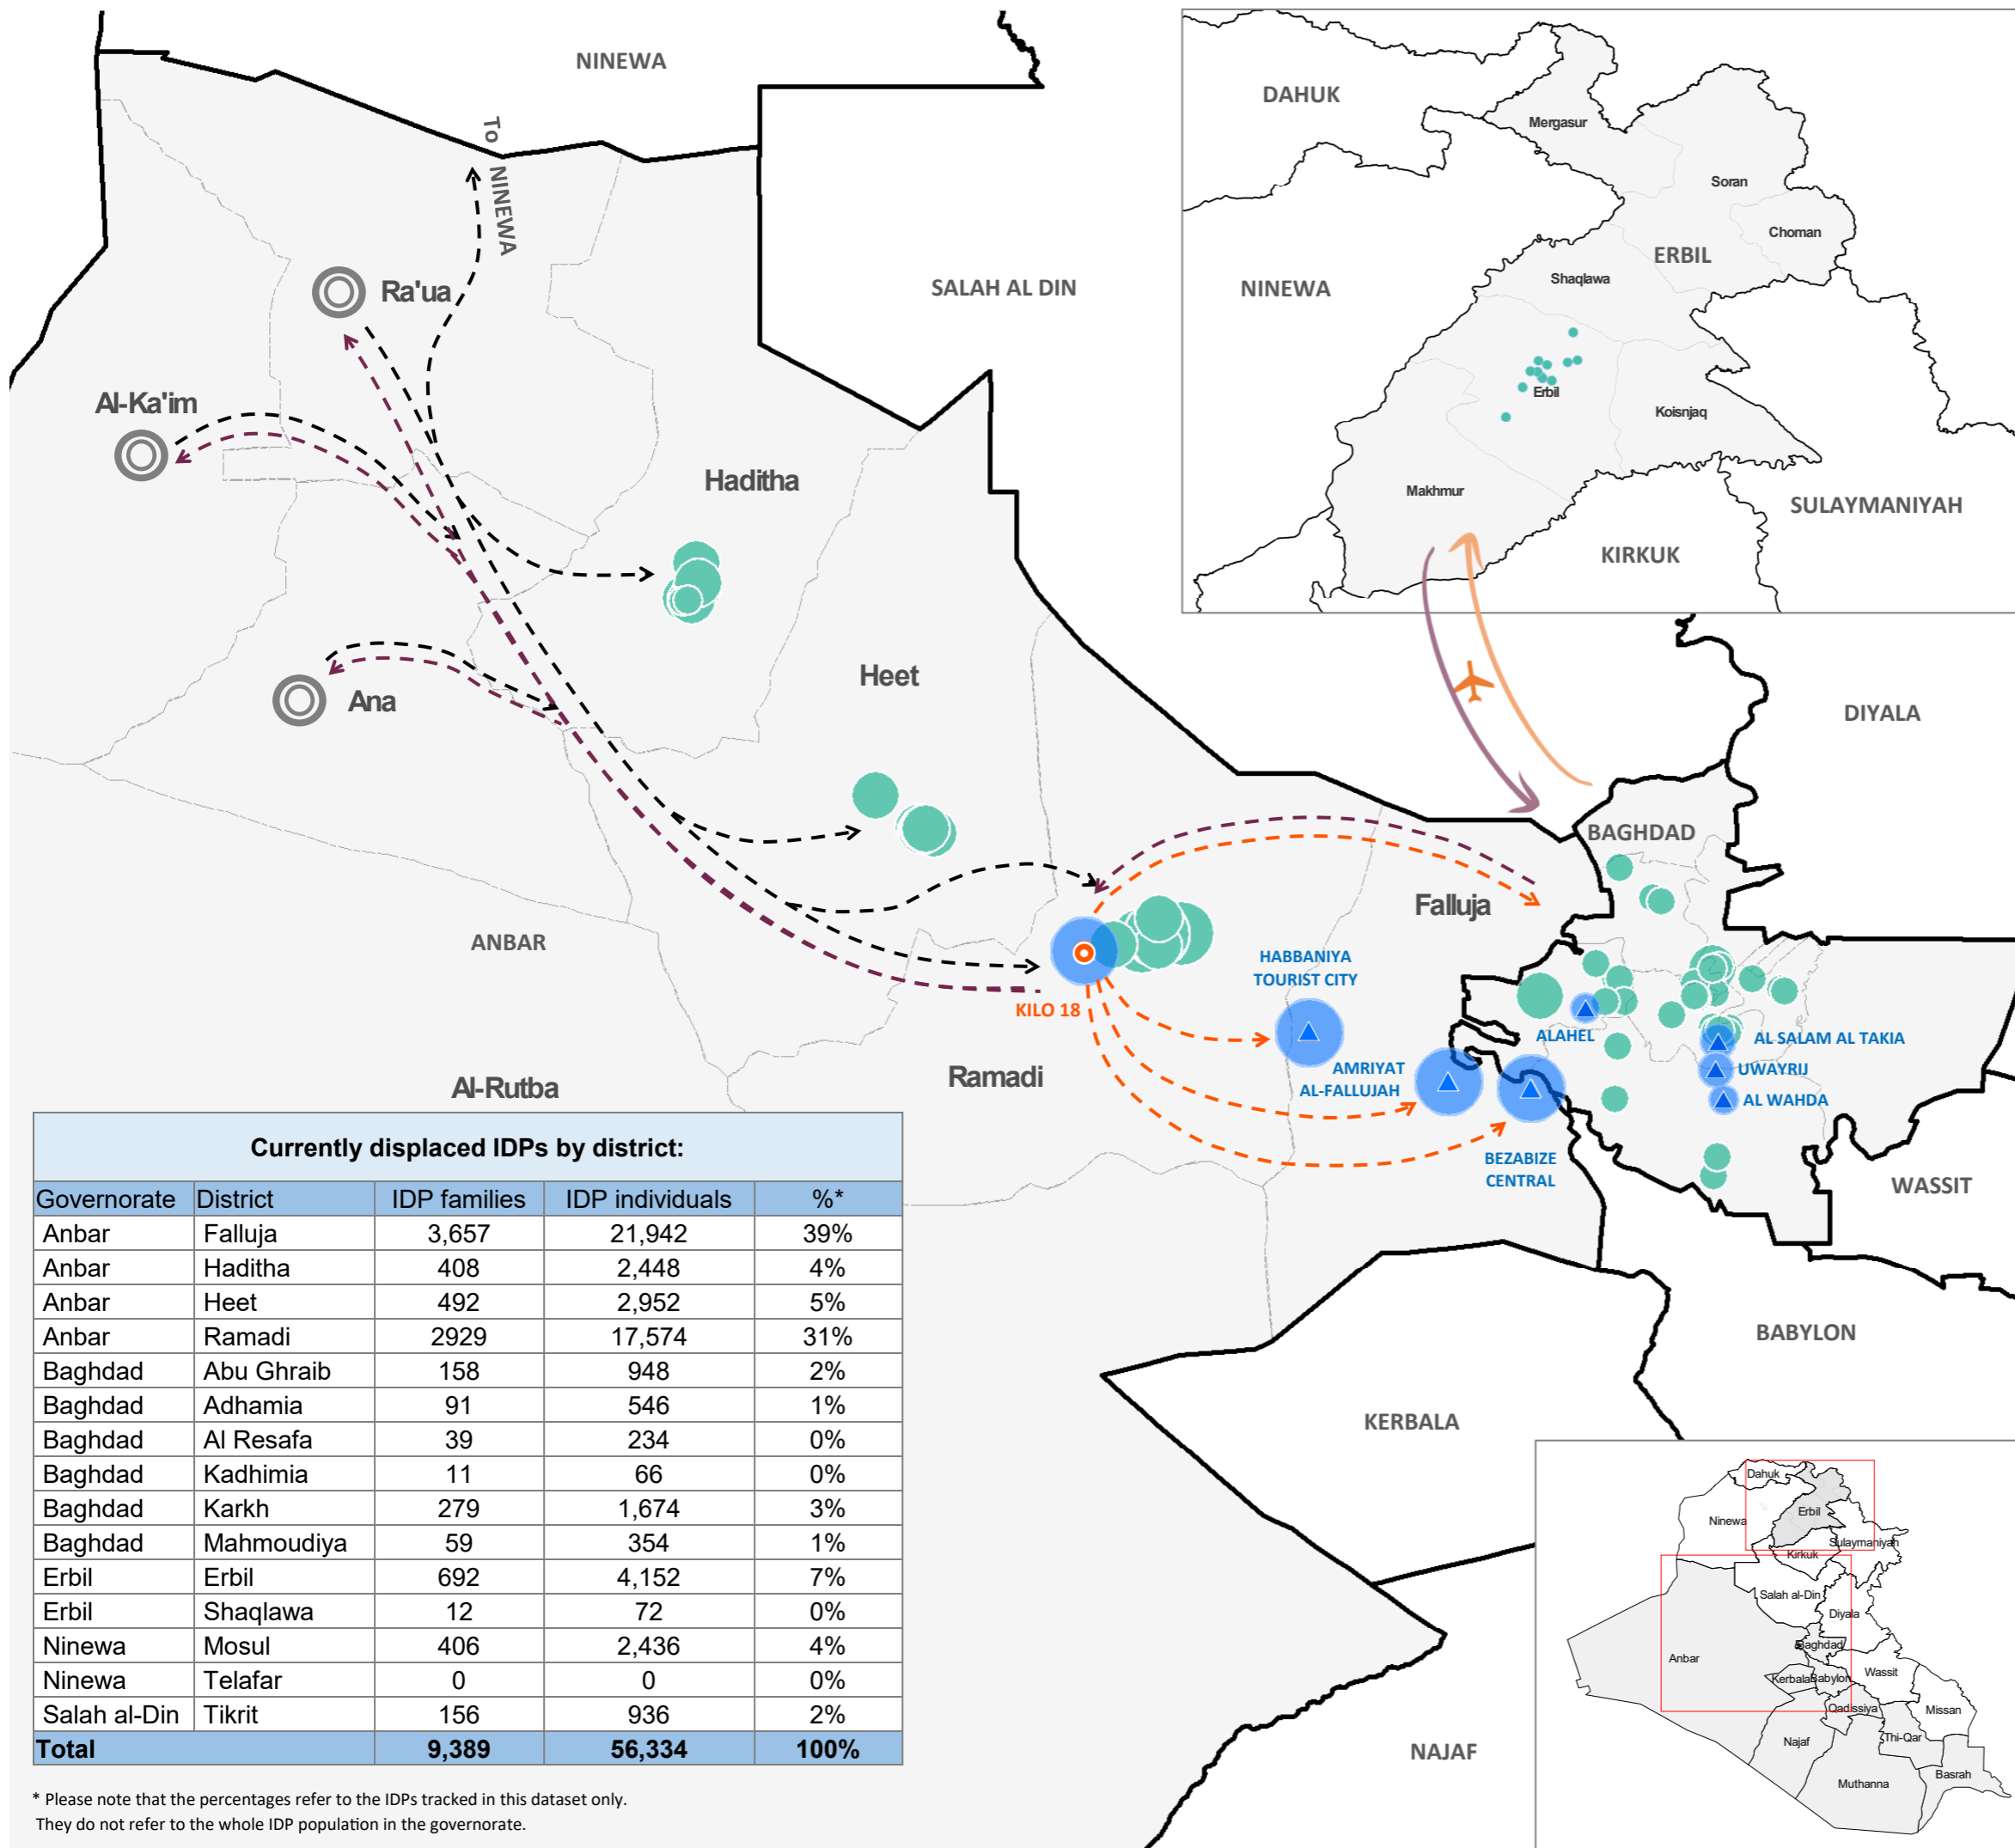 NINEWA
To NINEWA
SALAH AL DIN
Ra'ua
Al-Ka'im
Haditha
Heet
Ana
ANBAR
Al-Rutba
Ramadi
Falluja
KILO 18
HABBANIYA
TOURIST CITY
AMRIYAT
AL-FALLUJAH
BEZABIZE
CENTRAL
BAGHDAD
ALAHEL
AL SALAM AL TAKIA
UWAYRIJ
AL WAHDA
DIYALA
WASSIT
BABYLON
KERBALA
NAJAF
DAHUK
Mergasur
Soran
Choman
ERBIL
NINEWA
Shaqlawa
Erbil
Koisnjaq
Makhmur
SULAYMANIYAH
KIRKUK
Currently displaced IDPs by district:
Governorate District IDP families IDP individuals %*
Anbar Falluja 3,657 21,942 39%
Anbar Haditha 408 2,448 4%
Anbar Heet 492 2,952 5%
Anbar Ramadi 2929 17,574 31%
Baghdad Abu Ghraib 158 948 2%
Baghdad Adhamia 91 546 1%
Baghdad Al Resafa 39 234 0%
Baghdad Kadhimia 11 66 0%
Baghdad Karkh 279 1,674 3%
Baghdad Mahmoudiya 59 354 1%
Erbil Erbil 692 4,152 7%
Erbil Shaqlawa 12 72 0%
Ninewa Mosul 406 2,436 4%
Ninewa Telafar 0 0 0%
Salah al-Din Tikrit 156 936 2%
Total 9,389 56,334 100%
* Please note that the percentages refer to the IDPs tracked in this dataset only.
They do not refer to the whole IDP population in the governorate.
Dahuk
Erbil
Ninewa
Sulaymaniyah
Kirkuk
Salah al-Din
Diyala
Baghdad
Anbar
Wassit
Kerbala
Babylon
Qadissiya
Missan
Najaf
Thi-Qar
Basrah
Muthanna